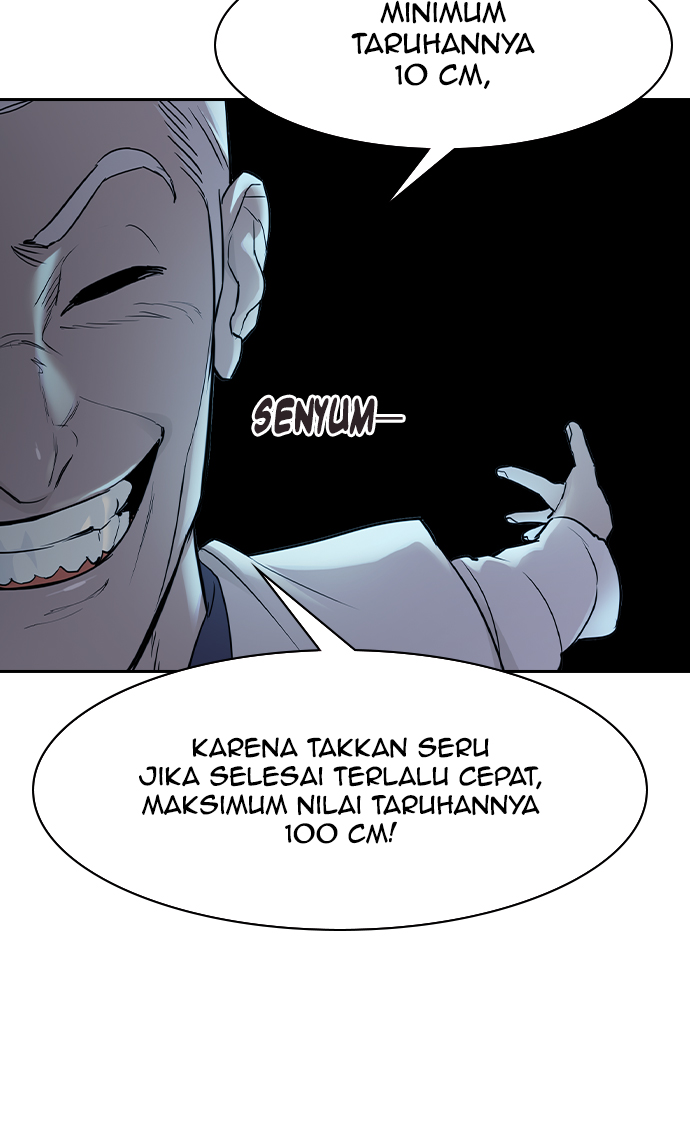 MINIMUM
TARUHANNYA
10 CM,
SENYUM—
KARENA TAKKAN SERU
JIKA SELESAI TERLALU CEPAT,
MAKSIMUM NILAI TARUHANNYA
100 CM!